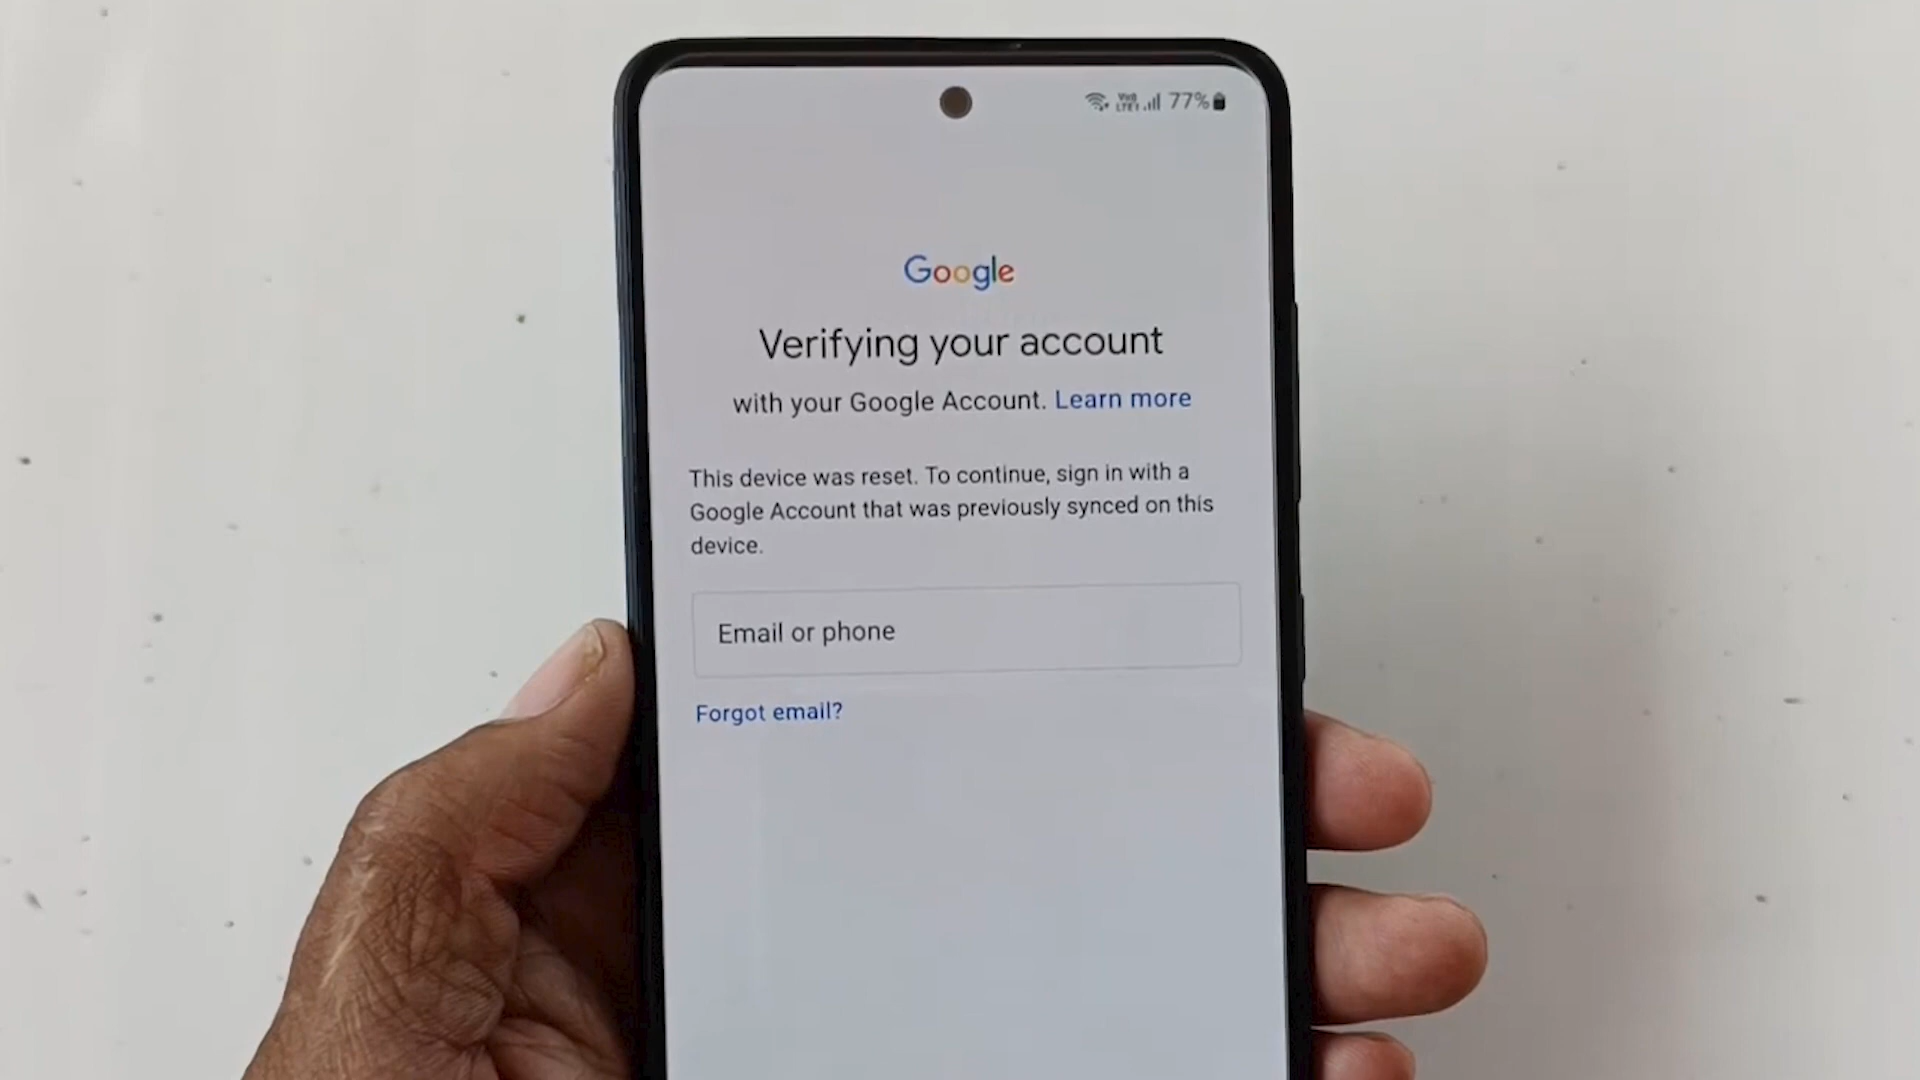 77%
Google
Verifying your account
with your Google Account. Learn more
This device was reset. To continue, sign in with a
Google Account that was previously synced on this
device.
Email or phone
Forgot email?